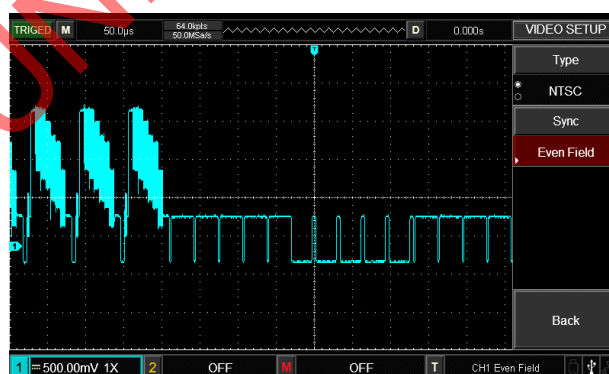 TRIGED M 50.0μs 64.0kpts D 0.000s VIDEO SETUP
50.0MSa/s
T
Type
NTSC
Sync
Even Field
1
Back
1 500.00mV 1X 2 OFF M OFF T CH1 Even Field